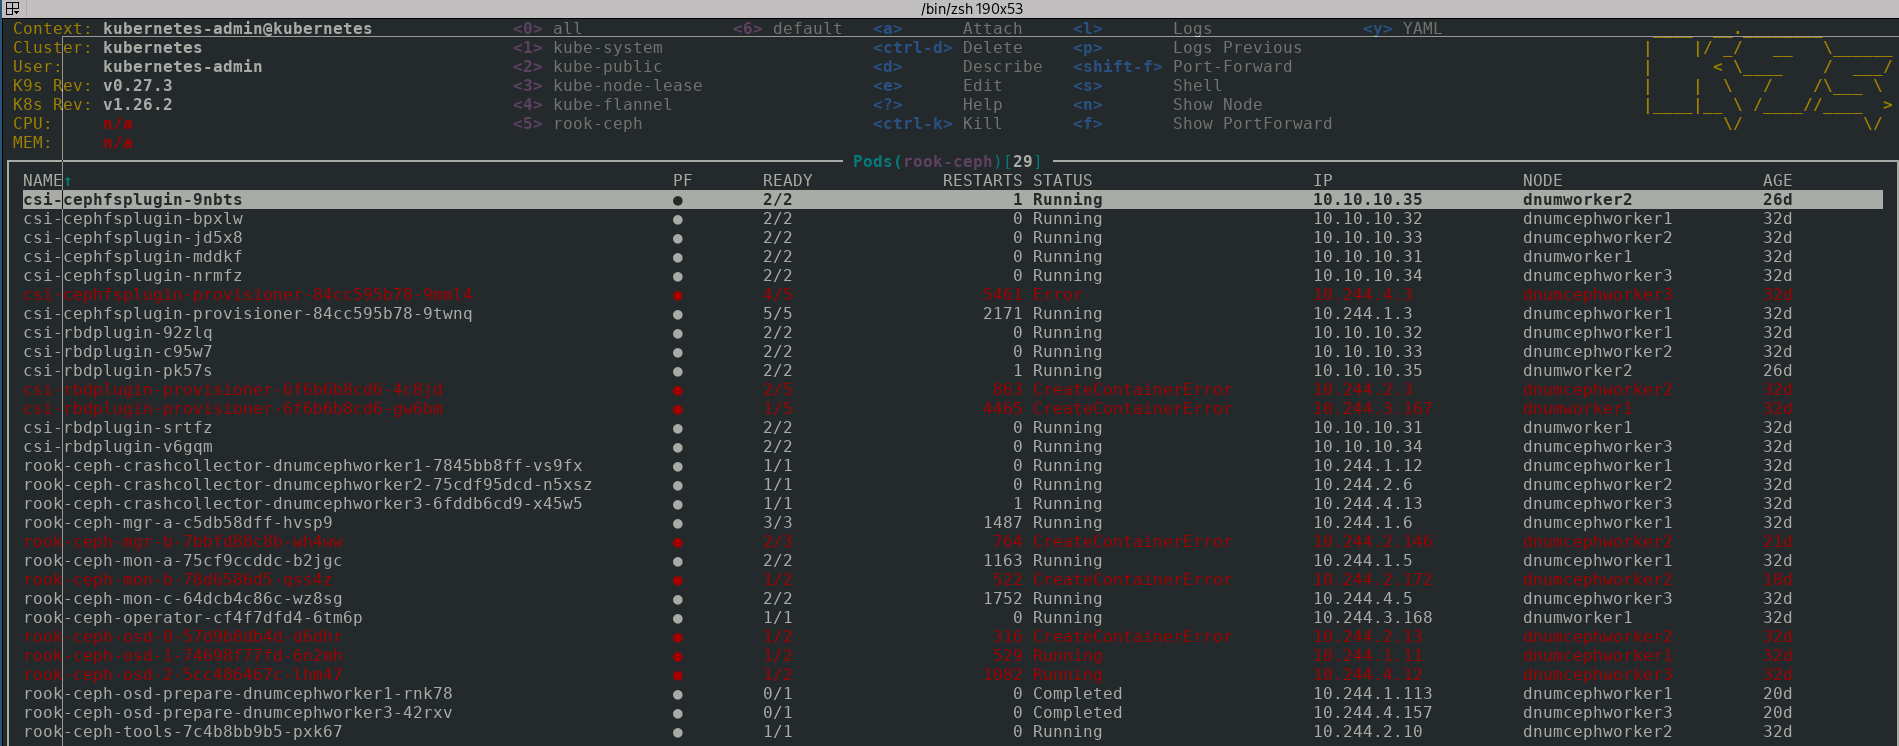 /bin/zsh 190x53
Context: kubernetes-admin@kubernetes <0> all <6> default <a> Attach <l> Logs <y> YAML
Cluster: kubernetes <1> kube-system <ctrl-d> Delete <p> Logs Previous
User: kubernetes-admin <2> kube-public <d> Describe <shift-f> Port-Forward
K9s Rev: v0.27.3 <3> kube-node-lease <e> Edit <s> Shell
K8s Rev: v1.26.2 <4> kube-flannel <?> Help <n> Show Node
CPU: n/a <5> rook-ceph <ctrl-k> Kill <f> Show PortForward
MEM: n/a
Pods(rook-ceph)[29]
NAME↑ PF READY RESTARTS STATUS IP NODE AGE
csi-cephfsplugin-9nbts ● 2/2 1 Running 10.10.10.35 dnumworker2 26d
csi-cephfsplugin-bpxlw ● 2/2 0 Running 10.10.10.32 dnumcephworker1 32d
csi-cephfsplugin-jd5x8 ● 2/2 0 Running 10.10.10.33 dnumcephworker2 32d
csi-cephfsplugin-mddkf ● 2/2 0 Running 10.10.10.31 dnumworker1 32d
csi-cephfsplugin-nrmfz ● 2/2 0 Running 10.10.10.34 dnumcephworker3 32d
csi-cephfsplugin-provisioner-84cc595b78-9mml4 ● 4/5 5461 Error 10.244.4.3 dnumcephworker3 32d
csi-cephfsplugin-provisioner-84cc595b78-9twnq ● 5/5 2171 Running 10.244.1.3 dnumcephworker1 32d
csi-rbdplugin-92zlq ● 2/2 0 Running 10.10.10.32 dnumcephworker1 32d
csi-rbdplugin-c95w7 ● 2/2 0 Running 10.10.10.33 dnumcephworker2 32d
csi-rbdplugin-pk57s ● 2/2 1 Running 10.10.10.35 dnumworker2 26d
csi-rbdplugin-provisioner-6f6b6b8cd6-4c8jd ● 2/5 863 CreateContainerError 10.244.2.3 dnumcephworker2 32d
csi-rbdplugin-provisioner-6f6b6b8cd6-gw6bm ● 1/5 4465 CreateContainerError 10.244.3.167 dnumworker1 32d
csi-rbdplugin-srtfz ● 2/2 0 Running 10.10.10.31 dnumworker1 32d
csi-rbdplugin-v6gqm ● 2/2 0 Running 10.10.10.34 dnumcephworker3 32d
rook-ceph-crashcollector-dnumcephworker1-7845bb8ff-vs9fx ● 1/1 0 Running 10.244.1.12 dnumcephworker1 32d
rook-ceph-crashcollector-dnumcephworker2-75cdf95dcd-n5xsz ● 1/1 0 Running 10.244.2.6 dnumcephworker2 32d
rook-ceph-crashcollector-dnumcephworker3-6fddb6cd9-x45w5 ● 1/1 1 Running 10.244.4.13 dnumcephworker3 32d
rook-ceph-mgr-a-c5db58dff-hvsp9 ● 3/3 1487 Running 10.244.1.6 dnumcephworker1 32d
rook-ceph-mgr-b-7bbfd88c8b-wh4ww ● 2/3 764 CreateContainerError 10.244.2.146 dnumcephworker2 21d
rook-ceph-mon-a-75cf9ccddc-b2jgc ● 2/2 1163 Running 10.244.1.5 dnumcephworker1 32d
rook-ceph-mon-b-78d6586d5-qss4z ● 1/2 522 CreateContainerError 10.244.2.172 dnumcephworker2 18d
rook-ceph-mon-c-64dcb4c86c-wz8sg ● 2/2 1752 Running 10.244.4.5 dnumcephworker3 32d
rook-ceph-operator-cf4f7dfd4-6tm6p ● 1/1 0 Running 10.244.3.168 dnumworker1 32d
rook-ceph-osd-0-57d9b8db4d-d6dhr ● 1/2 316 CreateContainerError 10.244.2.13 dnumcephworker2 32d
rook-ceph-osd-1-74698f77fd-6n2mh ● 1/2 529 Running 10.244.1.11 dnumcephworker1 32d
rook-ceph-osd-2-5cc486467c-lhm47 ● 1/2 1082 Running 10.244.4.12 dnumcephworker3 32d
rook-ceph-osd-prepare-dnumcephworker1-rnk78 ● 0/1 0 Completed 10.244.1.113 dnumcephworker1 20d
rook-ceph-osd-prepare-dnumcephworker3-42rxv ● 0/1 0 Completed 10.244.4.157 dnumcephworker3 20d
rook-ceph-tools-7c4b8bb9b5-pxk67 ● 1/1 0 Running 10.244.2.10 dnumcephworker2 32d